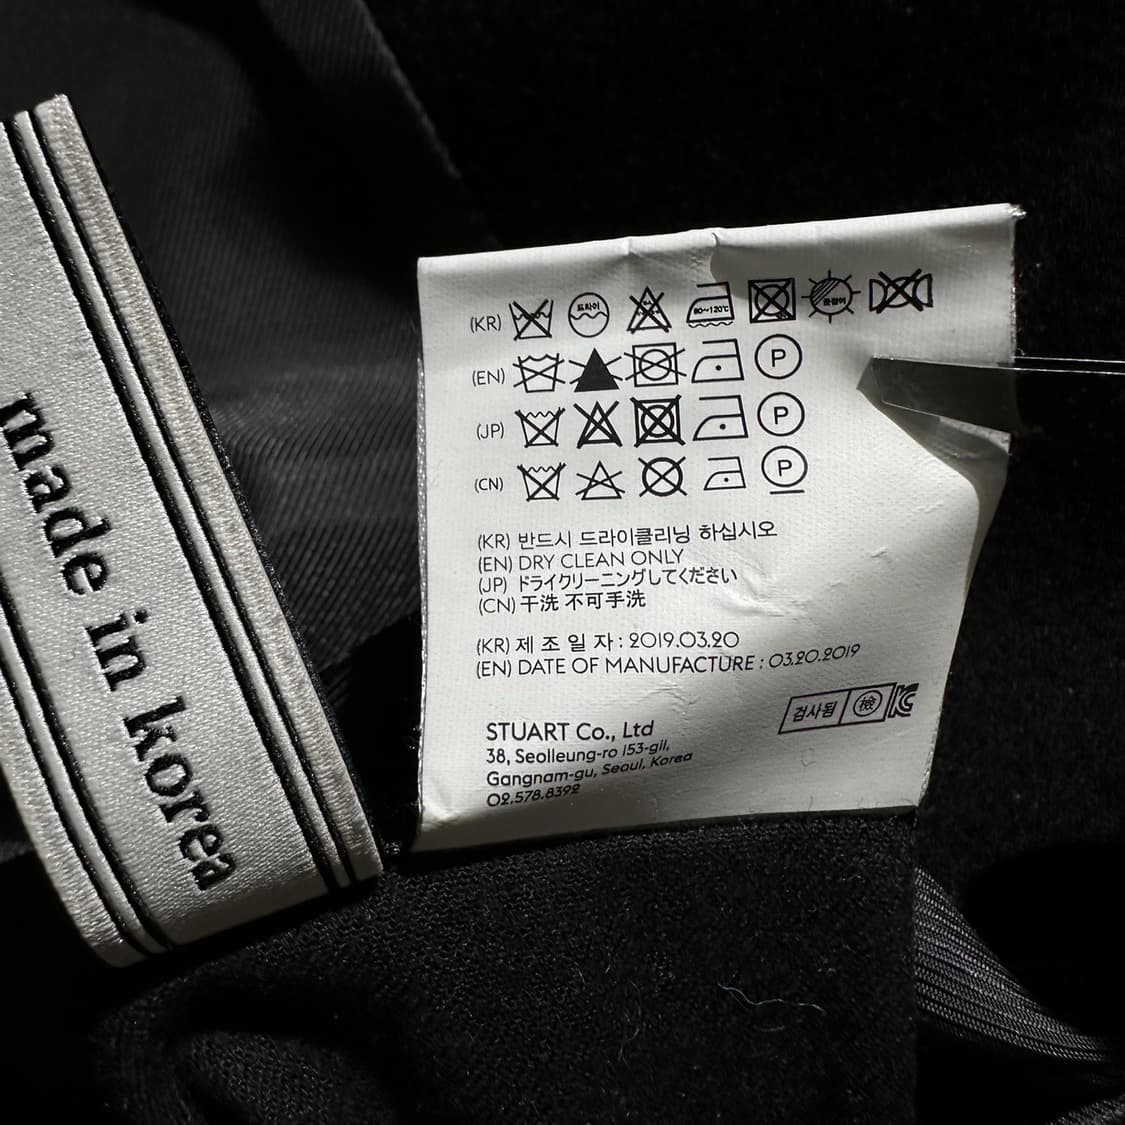 made in korea
(KR) 드라이 80~120℃ 옷걸이
(EN) P
(JP) P
(CN) P
(KR) 반드시 드라이클리닝 하십시오
(EN) DRY CLEAN ONLY
(JP) ドライクリーニングしてください
(CN) 干洗 不可手洗
(KR) 제 조 일 자 : 2019.03.20
(EN) DATE OF MANUFACTURE : 03.20.2019
검사됨 檢 KC
STUART Co., Ltd
38, Seolleung-ro 153-gil,
Gangnam-gu, Seoul, Korea
02.578.8392